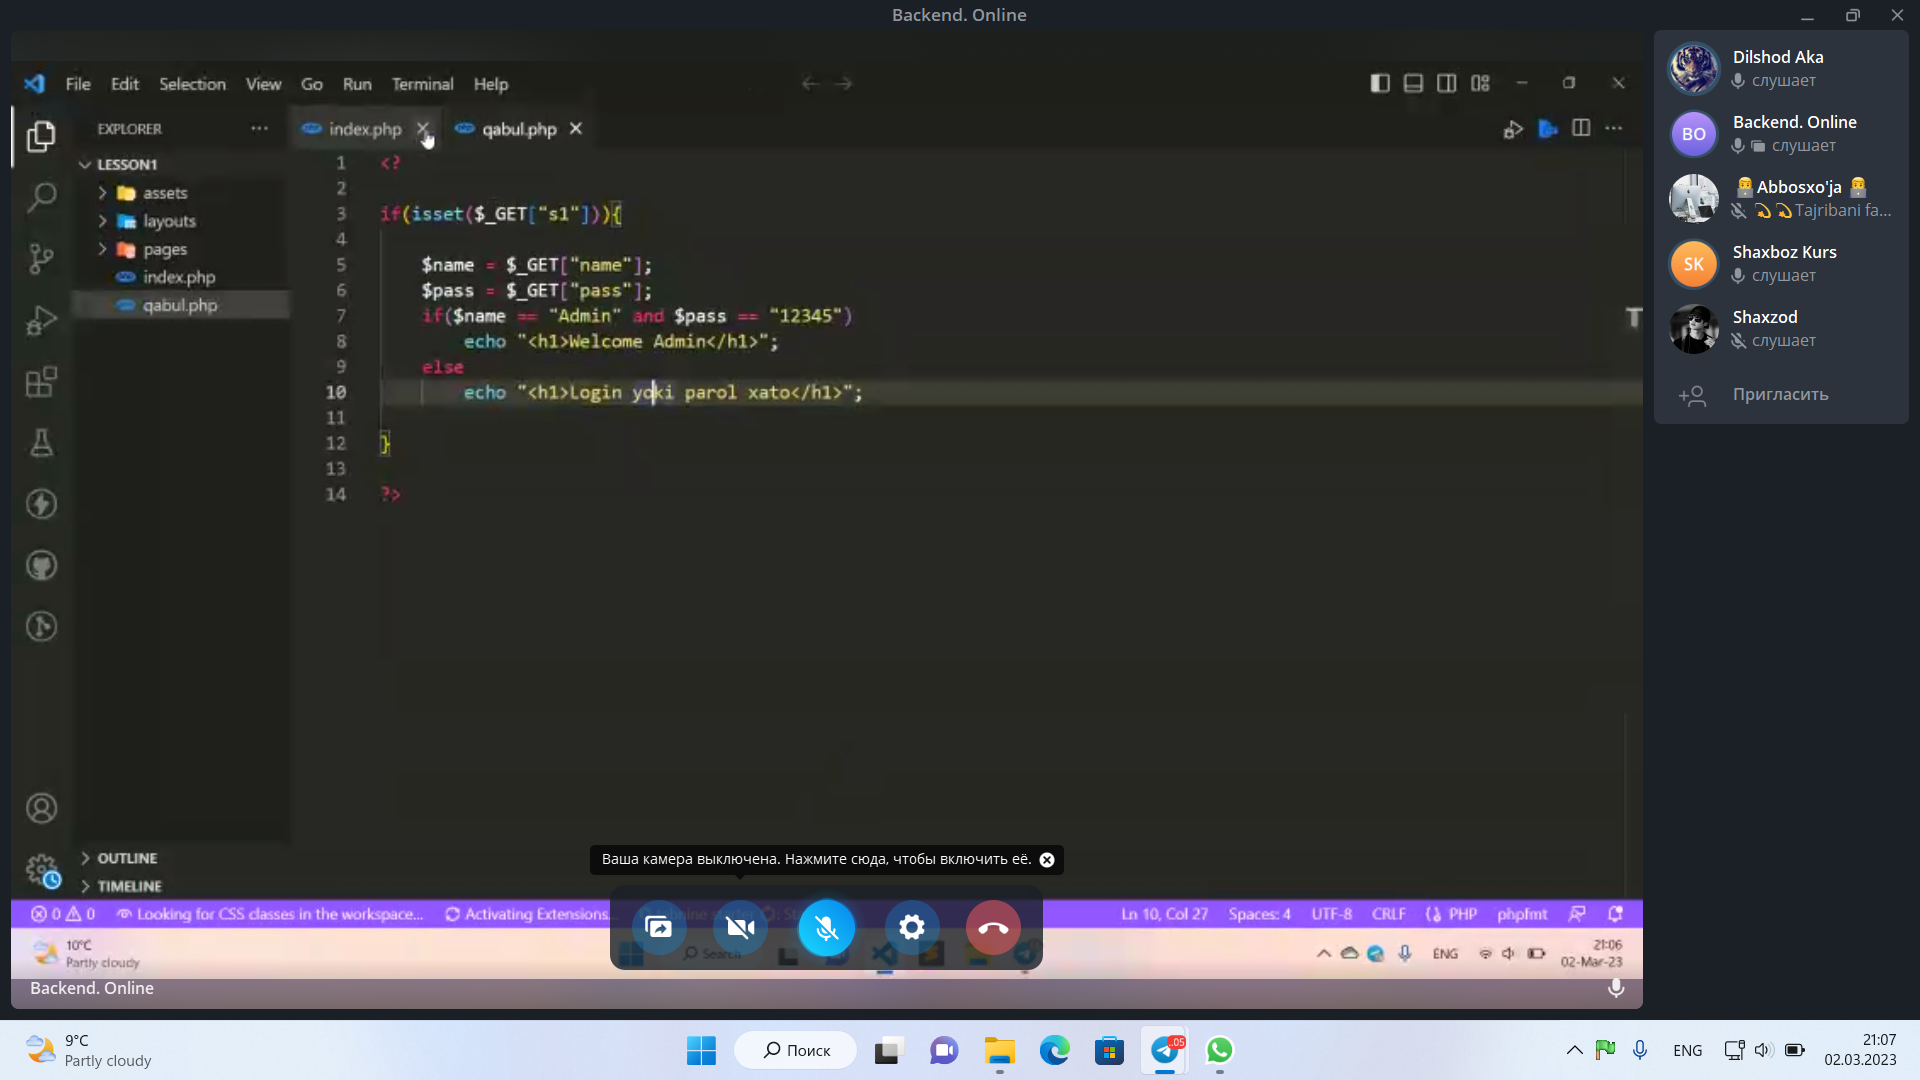 Backend. Online
File Edit Selection View Go Run Terminal Help
EXPLORER
LESSON1
assets
layouts
pages
index.php
qabul.php
index.php qabul.php
1 <?
2
3 if(isset($_GET["s1"])){
4
5 $name = $_GET["name"];
6 $pass = $_GET["pass"];
7 if($name == "Admin" and $pass == "12345")
8 echo "<h1>Welcome Admin</h1>";
9 else
10 echo "<h1>Login yoki parol xato</h1>";
11
12 }
13
14 ?>
OUTLINE
TIMELINE
0 0 Looking for CSS classes in the workspace... Activating Extensions...
Ln 10, Col 27 Spaces: 4 UTF-8 CRLF PHP phpfmt
10°C
Partly cloudy
Search
ENG
21:06
02-Mar-23
Backend. Online
Ваша камера выключена. Нажмите сюда, чтобы включить её.
Dilshod Aka
слушает
BO
Backend. Online
слушает
Abbosxo'ja
Tajribani fa...
SK
Shaxboz Kurs
слушает
Shaxzod
слушает
Пригласить
9°C
Partly cloudy
Поиск
..05
ENG
21:07
02.03.2023